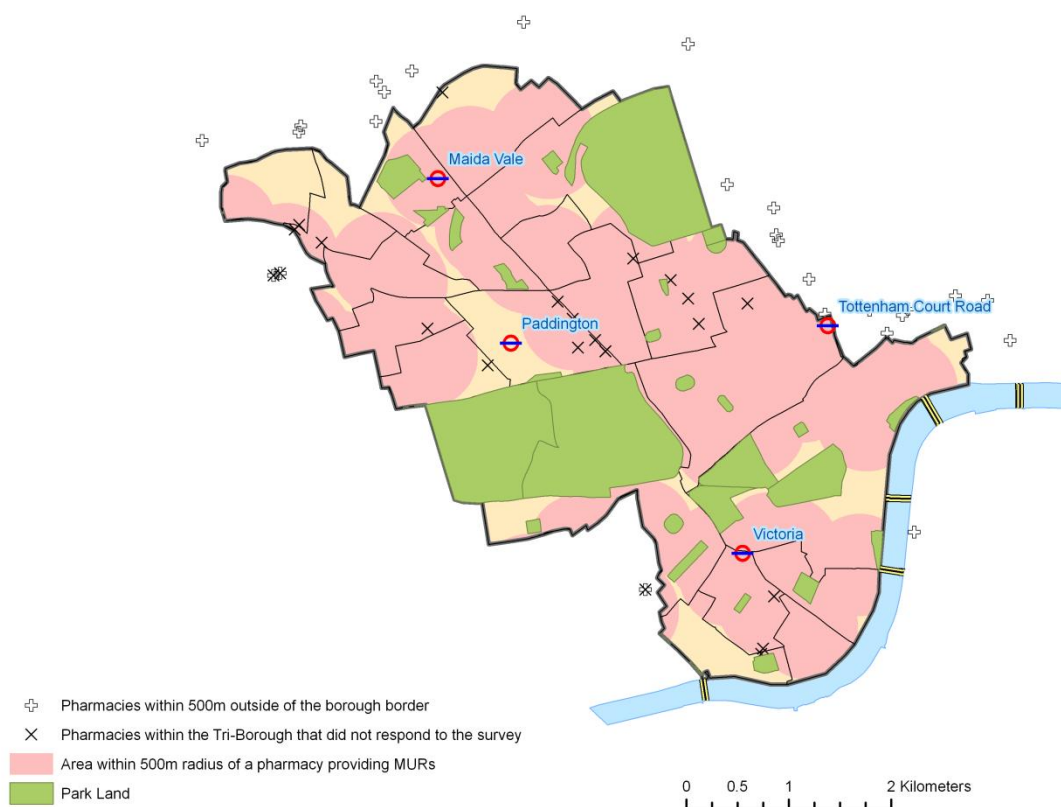 Maida Vale
Tottenham Court Road
Paddington
Victoria
Pharmacies within 500m outside of the borough border
Pharmacies within the Tri-Borough that did not respond to the survey
Area within 500m radius of a pharmacy providing MURs
Park Land
0 0.5 1 2 Kilometers